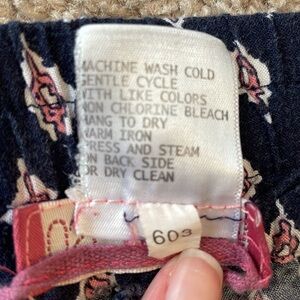 MACHINE WASH COLD
GENTLE CYCLE
WITH LIKE COLORS
NON CHLORINE BLEACH
HANG TO DRY
WARM IRON
PRESS AND STEAM
ON BACK SIDE
OR DRY CLEAN
603